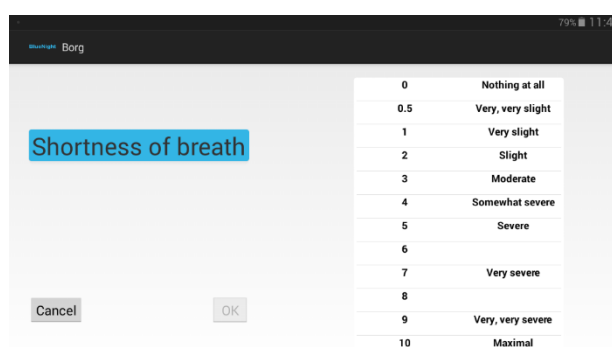 79% 11:4
BlueNight Borg
Shortness of breath
Cancel
OK
0 Nothing at all
0.5 Very, very slight
1 Very slight
2 Slight
3 Moderate
4 Somewhat severe
5 Severe
6
7 Very severe
8
9 Very, very severe
10 Maximal